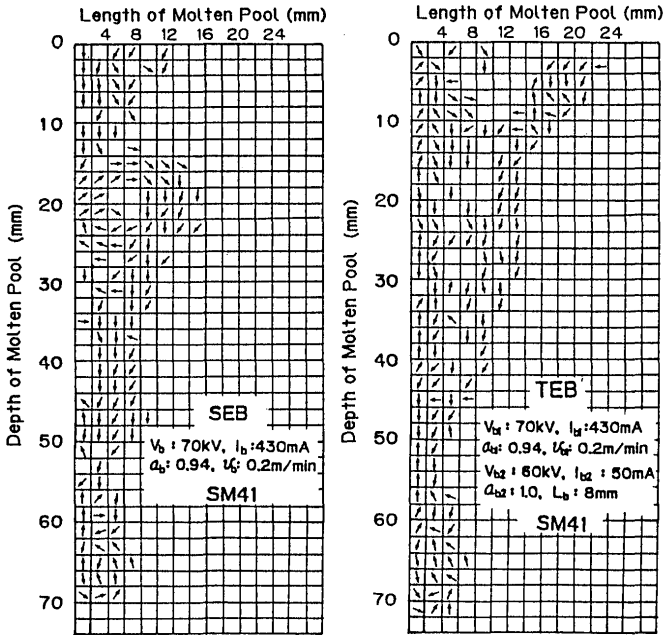 Length of Molten Pool (mm)
4 8 12 16 20 24
0
10
20
30
40
50
60
70
Depth of Molten Pool (mm)
SEB
Vb : 70kV, Ib :430mA
ab: 0.94, vb: 0.2m/min
SM41
Length of Molten Pool (mm)
4 8 12 16 20 24
0
10
20
30
40
50
60
70
Depth of Molten Pool (mm)
TEB
Vb1 : 70kV, Ib1 :430mA
ab1: 0.94, vb1: 0.2m/min
Vb2 : 60kV, Ib2 : 50mA
ab2 : 1.0, Lb : 8mm
SM41